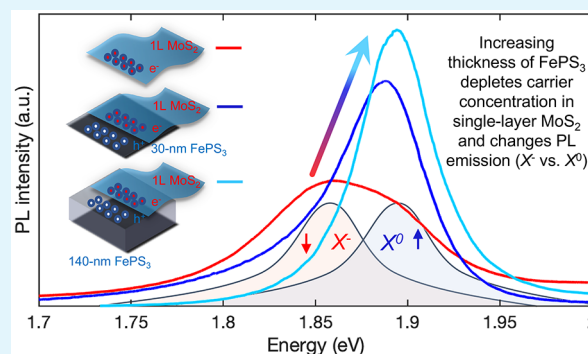 1L MoS₂
e⁻
1L MoS₂
e⁻
h⁺
30-nm FePS₃
1L MoS₂
e⁻
140-nm FePS₃
Increasing
thickness of FePS₃
depletes carrier
concentration in
single-layer MoS₂
and changes PL
emission (X⁻ vs. X⁰)
X⁻
X⁰
PL intensity (a.u.)
1.7
1.75
1.8
1.85
1.9
1.95
Energy (eV)